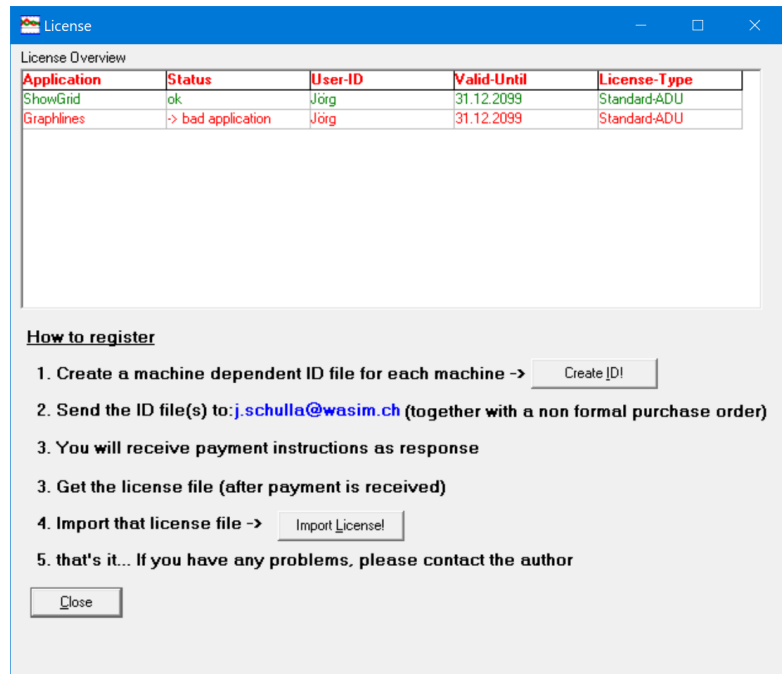 License
License Overview
Application Status User-ID Valid-Until License-Type
ShowGrid ok Jörg 31.12.2099 Standard-ADU
Graphlines -> bad application Jörg 31.12.2099 Standard-ADU
How to register
1. Create a machine dependent ID file for each machine -> Create ID!
2. Send the ID file(s) to:j.schulla@wasim.ch (together with a non formal purchase order)
3. You will receive payment instructions as response
3. Get the license file (after payment is received)
4. Import that license file -> Import License!
5. that's it... If you have any problems, please contact the author
Close